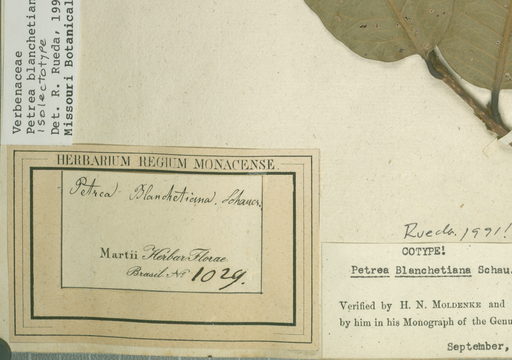 Verbenaceae
Petrea blanchetian
isolectotype
Det. R. Rueda, 199
Missouri Botanical
HERBARIUM REGIUM MONACENSE.
Petrea Blanchetiana. Schauer.
Martii Herbar. Florae
Brasil. No 1029.
Rueda. 1991!
COTYPE!
Petrea Blanchetiana Schau.
Verified by H. N. MOLDENKE and
by him in his Monograph of the Genu
September,